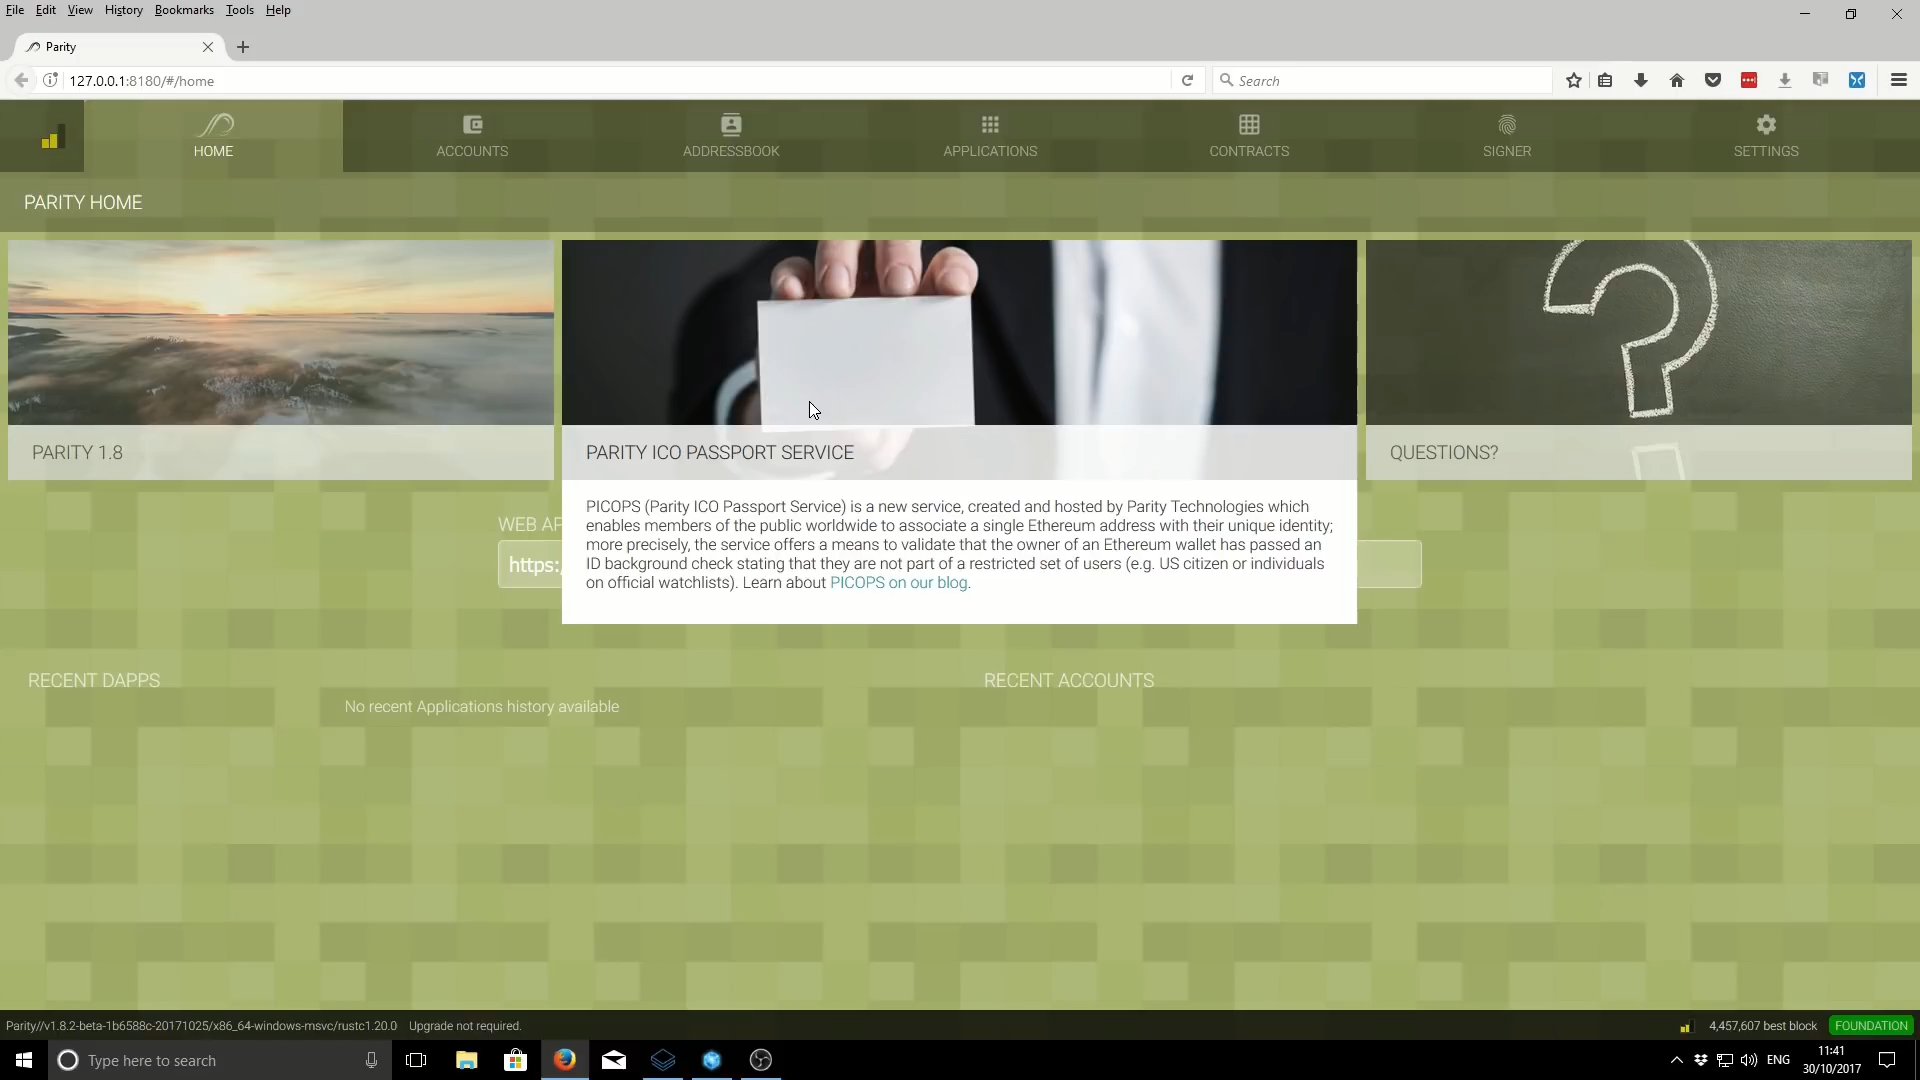 File Edit View History Bookmarks Tools Help
Parity
127.0.0.1:8180/#/home
Search
HOME
ACCOUNTS
ADDRESSBOOK
APPLICATIONS
CONTRACTS
SIGNER
SETTINGS
PARITY HOME
PARITY 1.8
PARITY ICO PASSPORT SERVICE
QUESTIONS?
PICOPS (Parity ICO Passport Service) is a new service, created and hosted by Parity Technologies which
enables members of the public worldwide to associate a single Ethereum address with their unique identity;
more precisely, the service offers a means to validate that the owner of an Ethereum wallet has passed an
ID background check stating that they are not part of a restricted set of users (e.g. US citizen or individuals
on official watchlists). Learn about PICOPS on our blog.
WEB AP
https:
RECENT DAPPS
No recent Applications history available
RECENT ACCOUNTS
Parity//v1.8.2-beta-1b6588c-20171025/x86_64-windows-msvc/rustc1.20.0 Upgrade not required.
4,457,607 best block FOUNDATION
Type here to search
ENG
11:41
30/10/2017